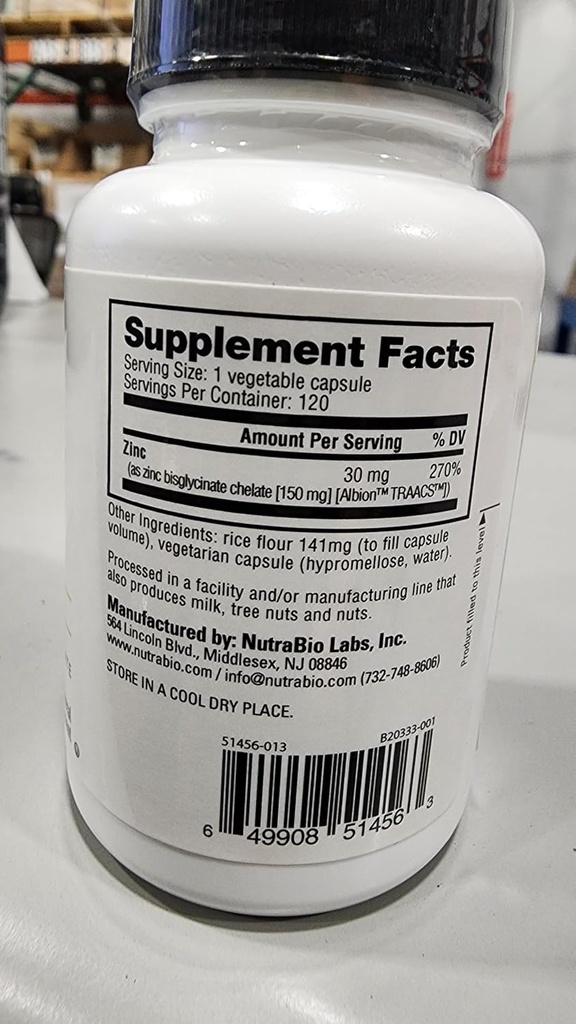 Supplement Facts
Serving Size: 1 vegetable capsule
Servings Per Container: 120
Amount Per Serving % DV
Zinc 30 mg 270%
(as zinc bisglycinate chelate [150 mg] [Albion™ TRAACS™])
Other Ingredients: rice flour 141mg (to fill capsule
volume), vegetarian capsule (hypromellose, water).
Processed in a facility and/or manufacturing line that
also produces milk, tree nuts and nuts.
Manufactured by: NutraBio Labs, Inc.
564 Lincoln Blvd., Middlesex, NJ 08846
www.nutrabio.com / info@nutrabio.com (732-748-8606)
STORE IN A COOL DRY PLACE.
Product filled to this level
51456-013 B20333-001
6 49908 51456 3